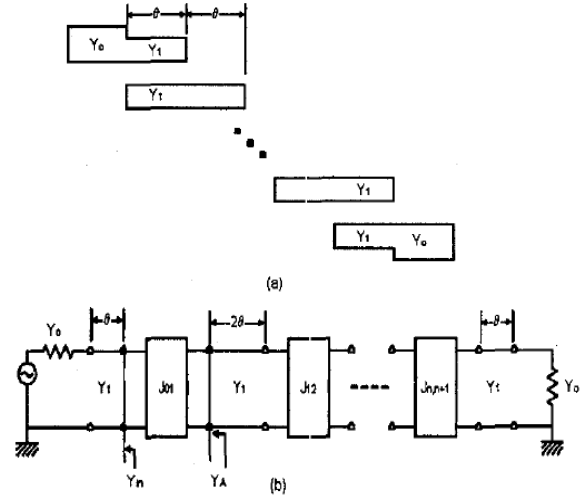 θ θ
Y₀ Y₁
Y₁
Y₁
Y₁ Y₀
(a)
Y₀ θ 2θ θ
Y₁ J₀₁ Y₁ J₁₂ Jn,n+1 Y₁ Y₀
Yin YA
(b)